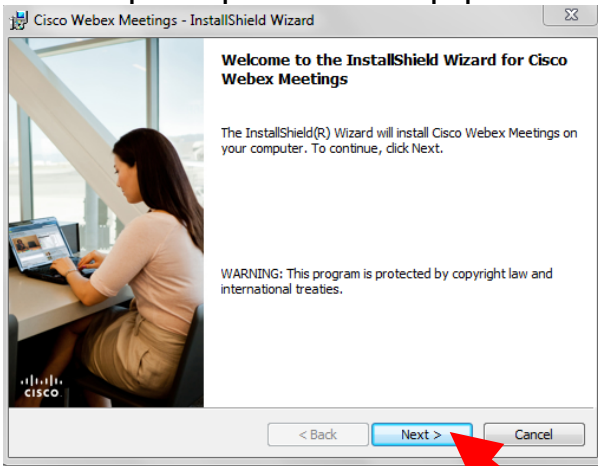 Cisco Webex Meetings - InstallShield Wizard
Welcome to the InstallShield Wizard for Cisco
Webex Meetings
The InstallShield(R) Wizard will install Cisco Webex Meetings on
your computer. To continue, click Next.
WARNING: This program is protected by copyright law and
international treaties.
CISCO
< Back
Next >
Cancel